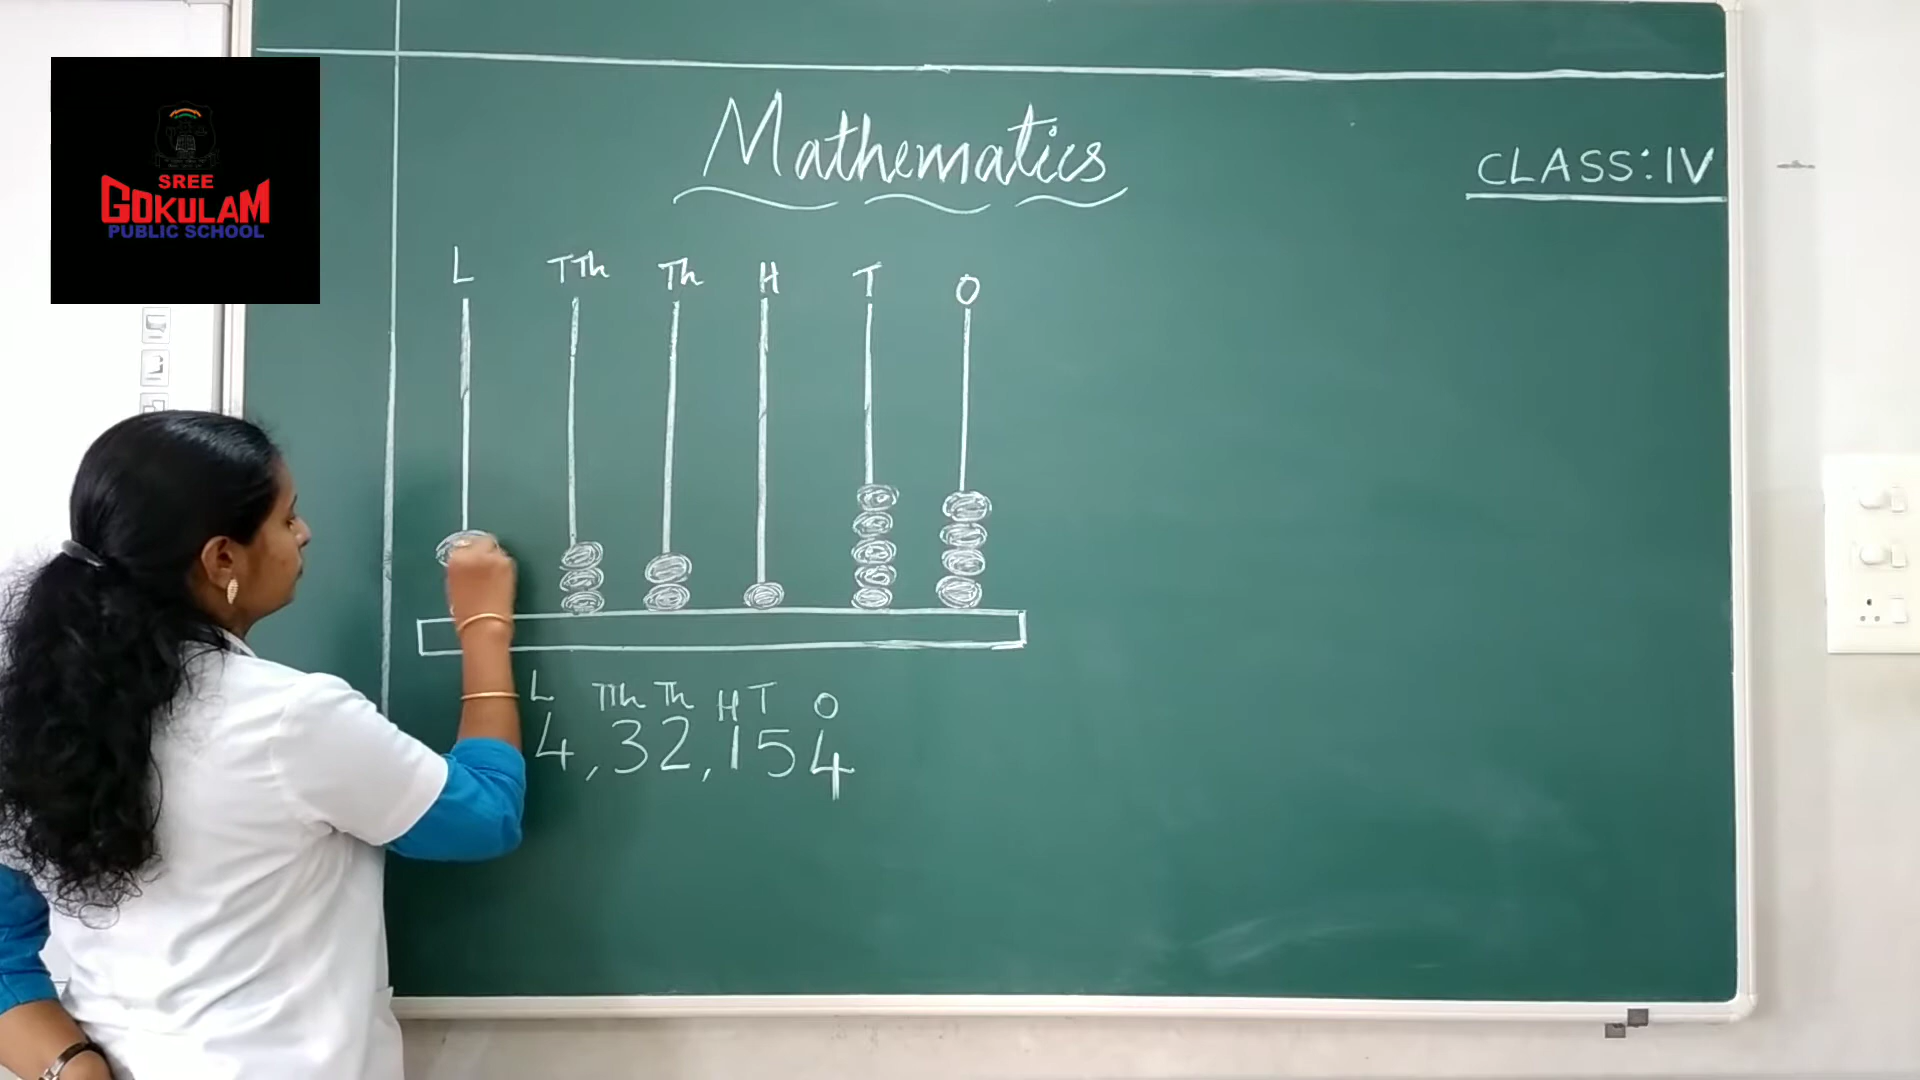 SREE
GOKULAM
PUBLIC SCHOOL
Mathematics
CLASS: IV
L TTh Th H T O
L TTh Th H T O
4,32,154